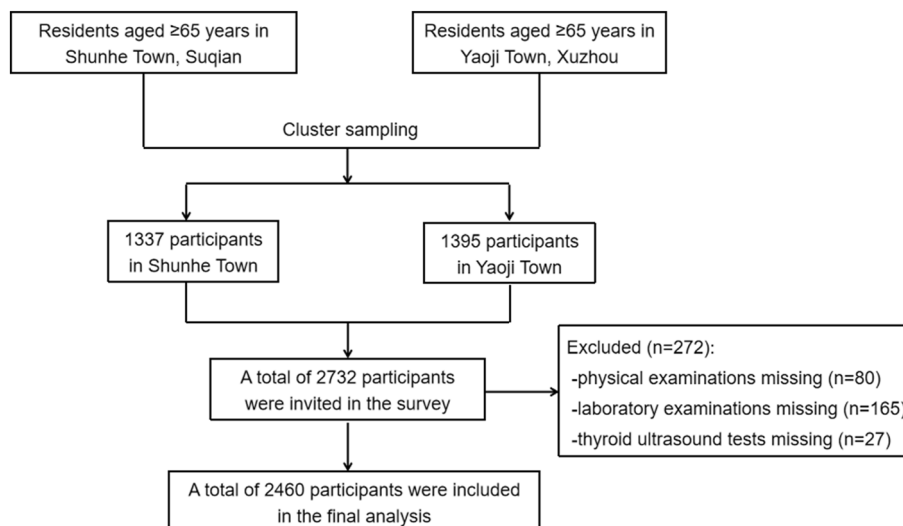 Residents aged ≥65 years in
Shunhe Town, Suqian
Residents aged ≥65 years in
Yaoji Town, Xuzhou
Cluster sampling
1337 participants
in Shunhe Town
1395 participants
in Yaoji Town
A total of 2732 participants
were invited in the survey
Excluded (n=272):
-physical examinations missing (n=80)
-laboratory examinations missing (n=165)
-thyroid ultrasound tests missing (n=27)
A total of 2460 participants were included
in the final analysis